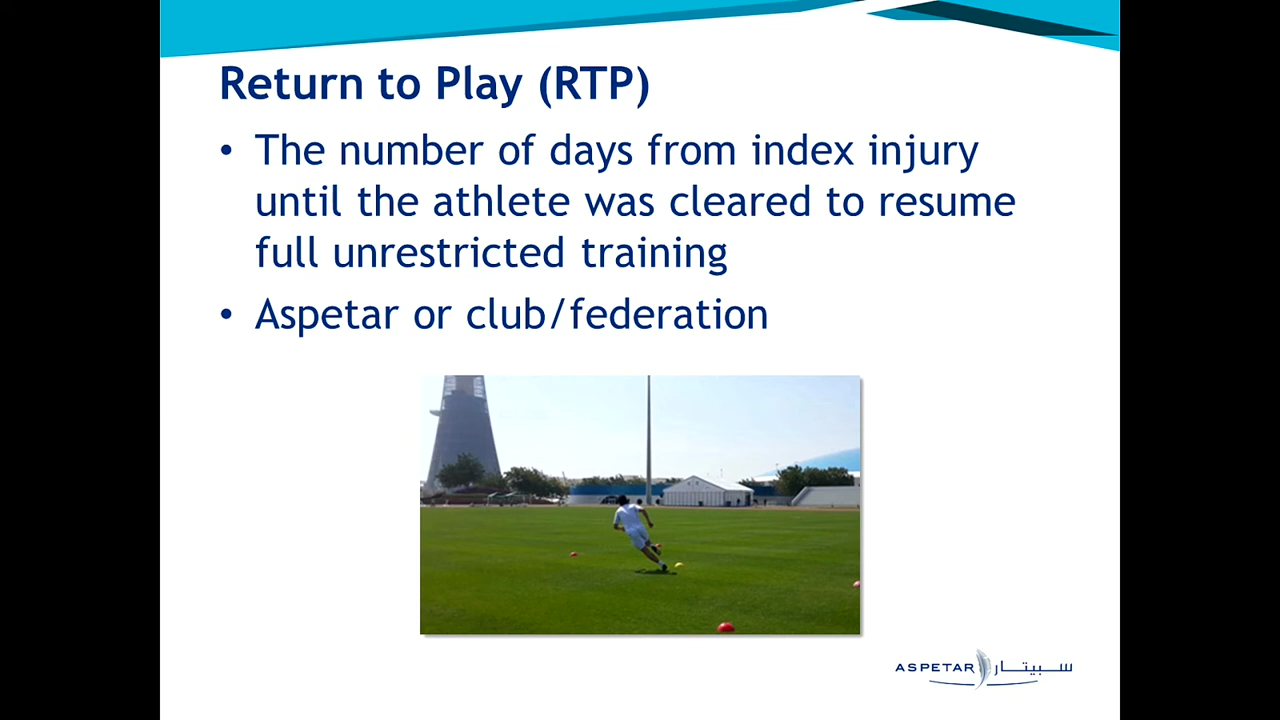 Return to Play (RTP)
• The number of days from index injury
until the athlete was cleared to resume
full unrestricted training
• Aspetar or club/federation
ASPETAR سبيتار